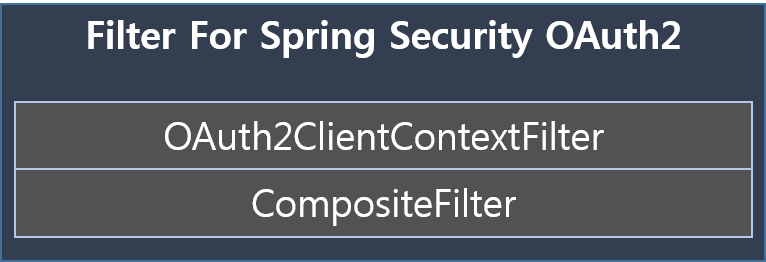 Filter For Spring Security OAuth2
OAuth2ClientContextFilter
CompositeFilter